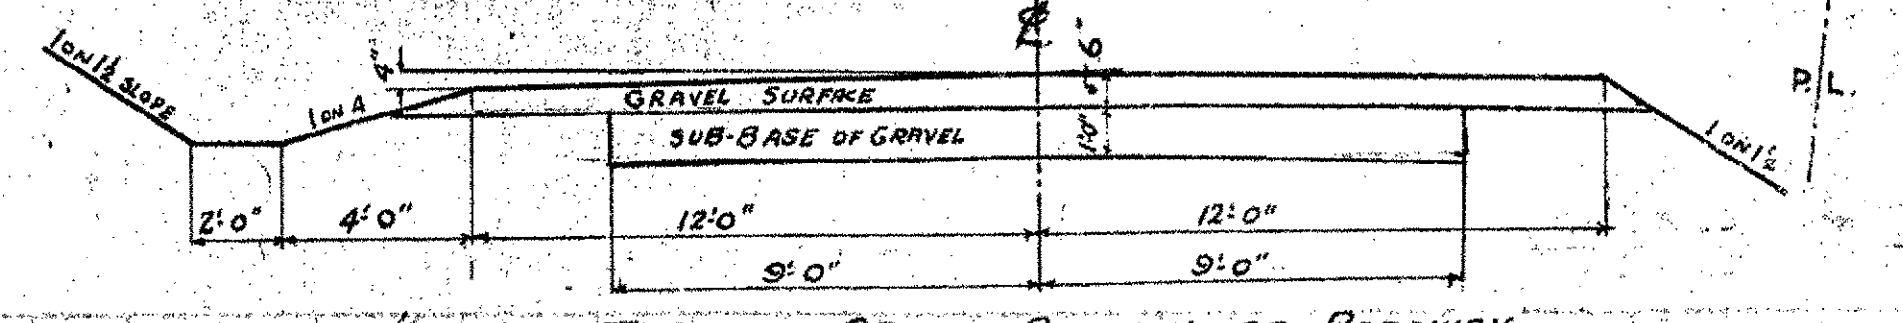 1 ON 1½ SLOPE
1 ON 4
4"
GRAVEL SURFACE
SUB-BASE OF GRAVEL
6"
1'0"
P.L.
1 ON 1½
2'0"
4'0"
12'0"
12'0"
9'0"
9'0"